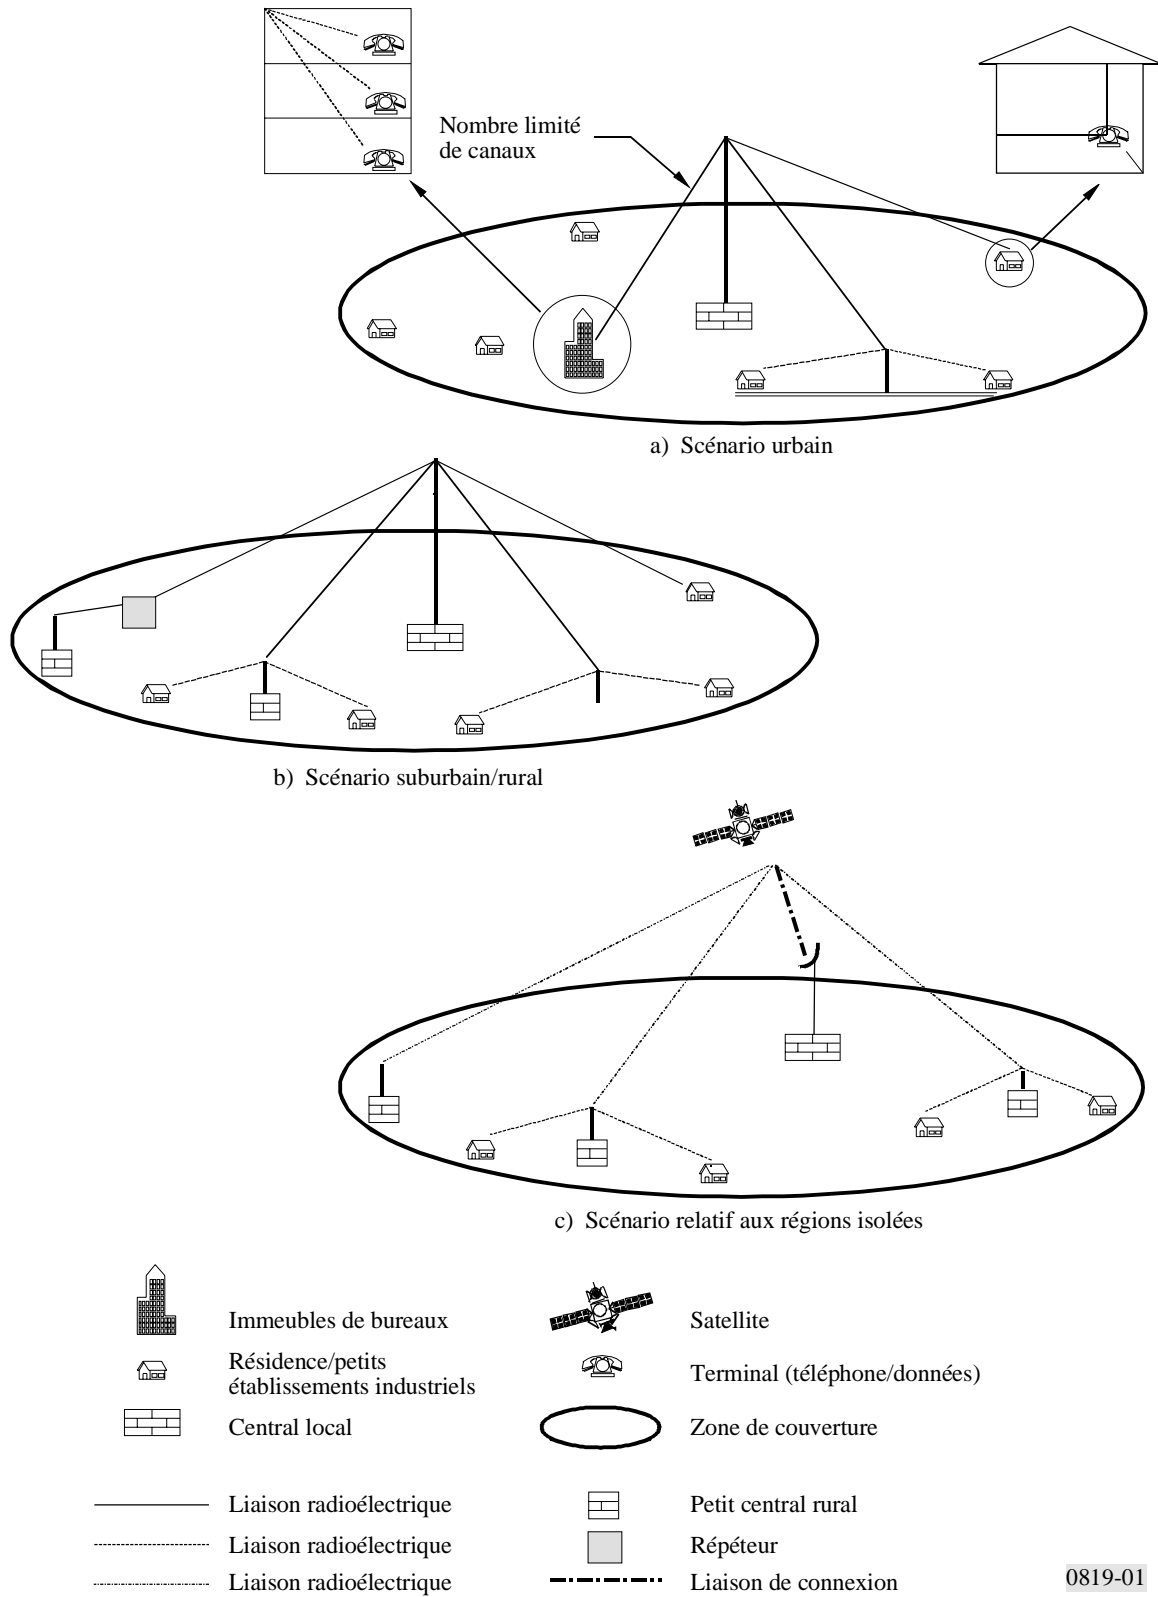 Nombre limité
de canaux
a) Scénario urbain
b) Scénario suburbain/rural
c) Scénario relatif aux régions isolées
Immeubles de bureaux
Satellite
Résidence/petits
établissements industriels
Terminal (téléphone/données)
Central local
Zone de couverture
Liaison radioélectrique
Petit central rural
Liaison radioélectrique
Répéteur
Liaison radioélectrique
Liaison de connexion
0819-01